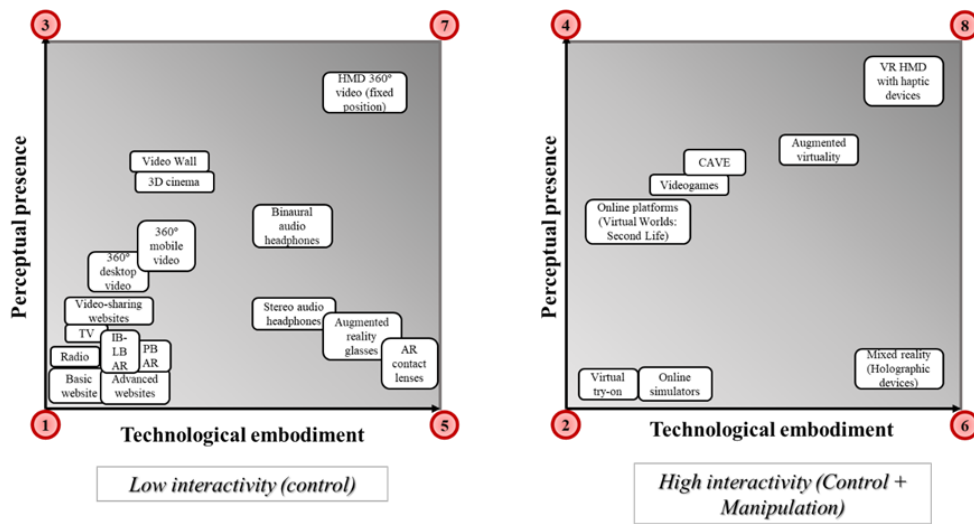 3
7
HMD 360º
video (fixed
position)
Video Wall
3D cinema
Binaural
audio
headphones
360º
mobile
video
360º
desktop
video
Video-sharing
websites
Stereo audio
headphones
TV
IB-
LB
AR
PB
AR
Radio
Augmented
reality
glasses
AR
contact
lenses
Basic
website
Advanced
websites
Perceptual presence
1
5
Technological embodiment
Low interactivity (control)
4
8
VR HMD
with haptic
devices
Augmented
virtuality
CAVE
Videogames
Online platforms
(Virtual Worlds:
Second Life)
Mixed reality
(Holographic
devices)
Virtual
try-on
Online
simulators
Perceptual presence
2
6
Technological embodiment
High interactivity (Control +
Manipulation)